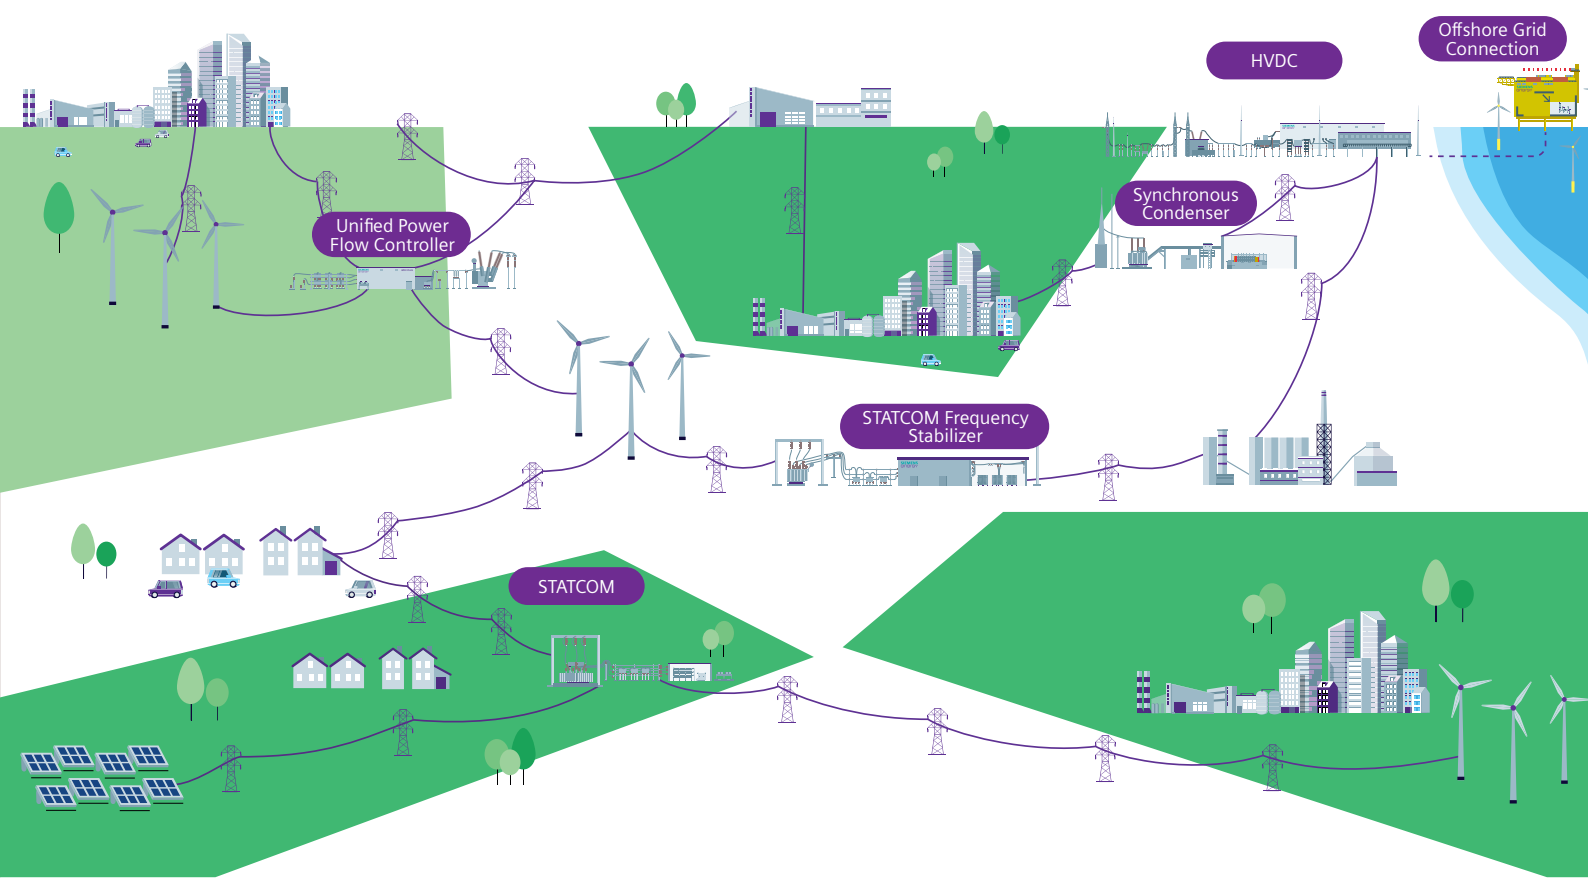 Offshore Grid
Connection
HVDC
Synchronous
Condenser
Unified Power
Flow Controller
STATCOM Frequency
Stabilizer
STATCOM